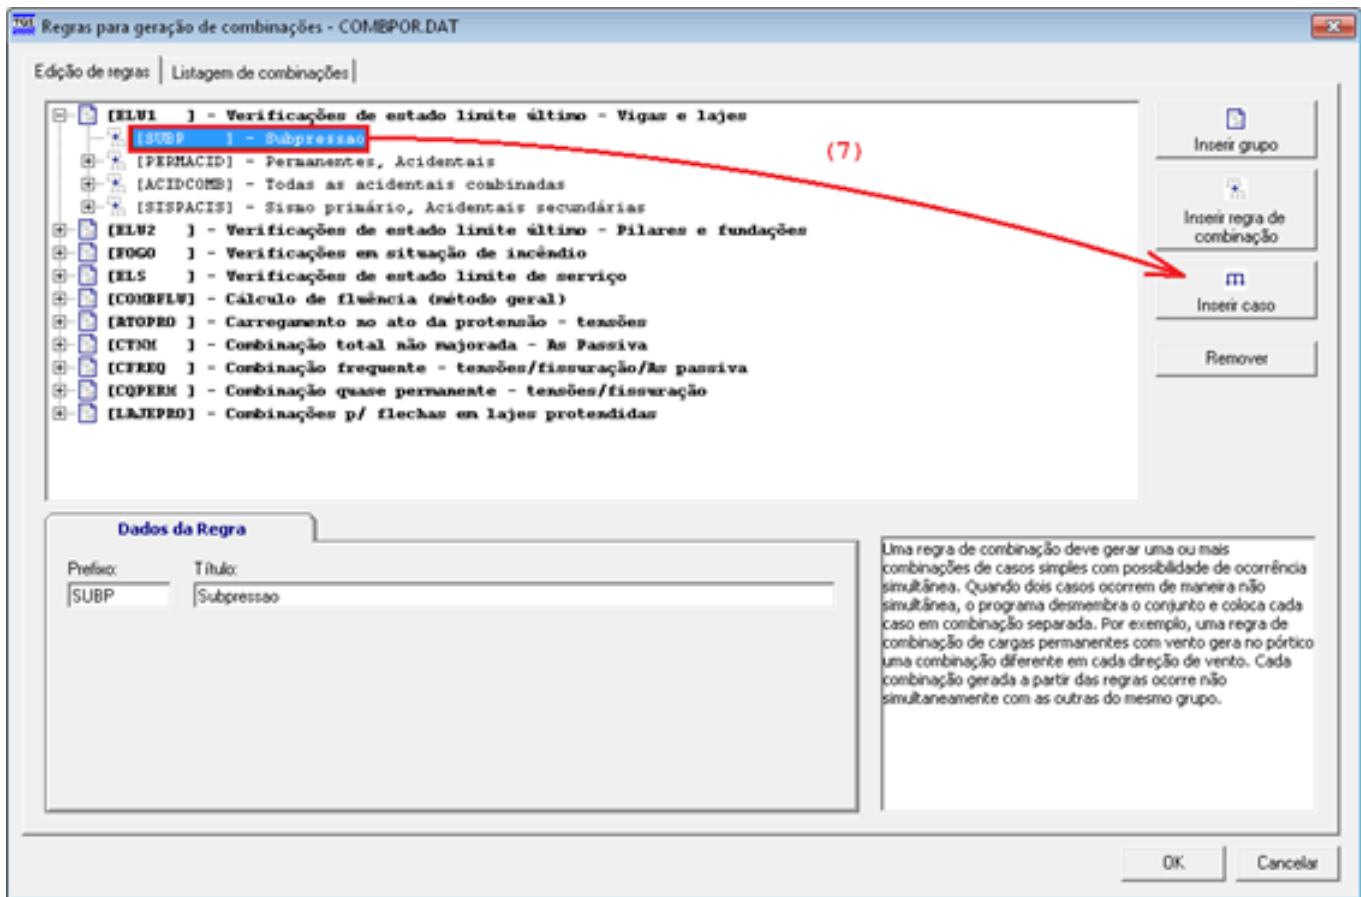 TQS Regras para geração de combinações - COMBPOR.DAT
Edição de regras Listagem de combinações
[ELU1 ] - Verificações de estado limite último - Vigas e lajes
[SUBP ] - Subpressao
[PERMACID] - Permanentes, Acidentais
[ACIDCOMB] - Todas as acidentais combinadas
[SISPACIS] - Sismo primário, Acidentais secundárias
[ELU2 ] - Verificações de estado limite último - Pilares e fundações
[FOGO ] - Verificações em situação de incêndio
[ELS ] - Verificações de estado limite de serviço
[COMBFLU] - Cálculo de fluência (método geral)
[ATOPRO ] - Carregamento no ato da protensão - tensões
[CTNM ] - Combinação total não majorada - As Passiva
[CFREQ ] - Combinação frequente - tensões/fissuração/As passiva
[CQPERM ] - Combinação quase permanente - tensões/fissuração
[LAJEPRO] - Combinações p/ flechas em lajes protendidas
(7)
Inserir grupo
Inserir regra de
combinação
Inserir caso
Remover
Dados da Regra
Prefixo: Título:
SUBP Subpressao
Uma regra de combinação deve gerar uma ou mais
combinações de casos simples com possibilidade de ocorrência
simultânea. Quando dois casos ocorrem de maneira não
simultânea, o programa desmembra o conjunto e coloca cada
caso em combinação separada. Por exemplo, uma regra de
combinação de cargas permanentes com vento gera no pórtico
uma combinação diferente em cada direção de vento. Cada
combinação gerada a partir das regras ocorre não
simultaneamente com as outras do mesmo grupo.
OK Cancelar